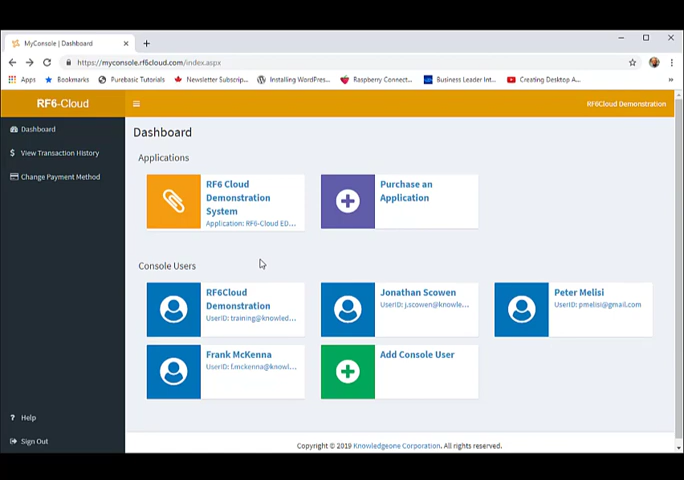 MyConsole | Dashboard
https://myconsole.rf6cloud.com/index.aspx
Apps Bookmarks Purebasic Tutorials Newsletter Subscrip... Installing WordPres... Raspberry Connect... Business Leader Int... Creating Desktop A...
RF6-Cloud
RF6Cloud Demonstration
Dashboard
View Transaction History
Change Payment Method
Help
Sign Out
Dashboard
Applications
RF6 Cloud
Demonstration
System
Application: RF6-Cloud ED...
Purchase an
Application
Console Users
RF6Cloud
Demonstration
UserID: training@knowled...
Jonathan Scowen
UserID: j.scowen@knowle...
Peter Melisi
UserID: pmelisi@gmail.com
Frank McKenna
UserID: f.mckenna@knowl...
Add Console User
Copyright © 2019 Knowledgeone Corporation. All rights reserved.